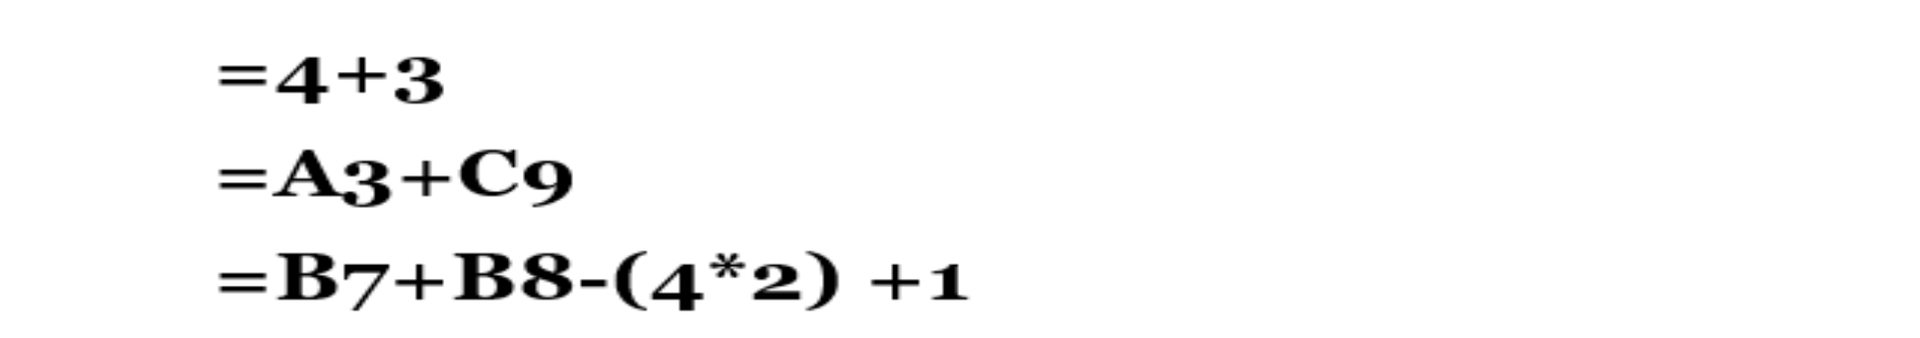 =4+3
=A3+C9
=B7+B8-(4*2) +1